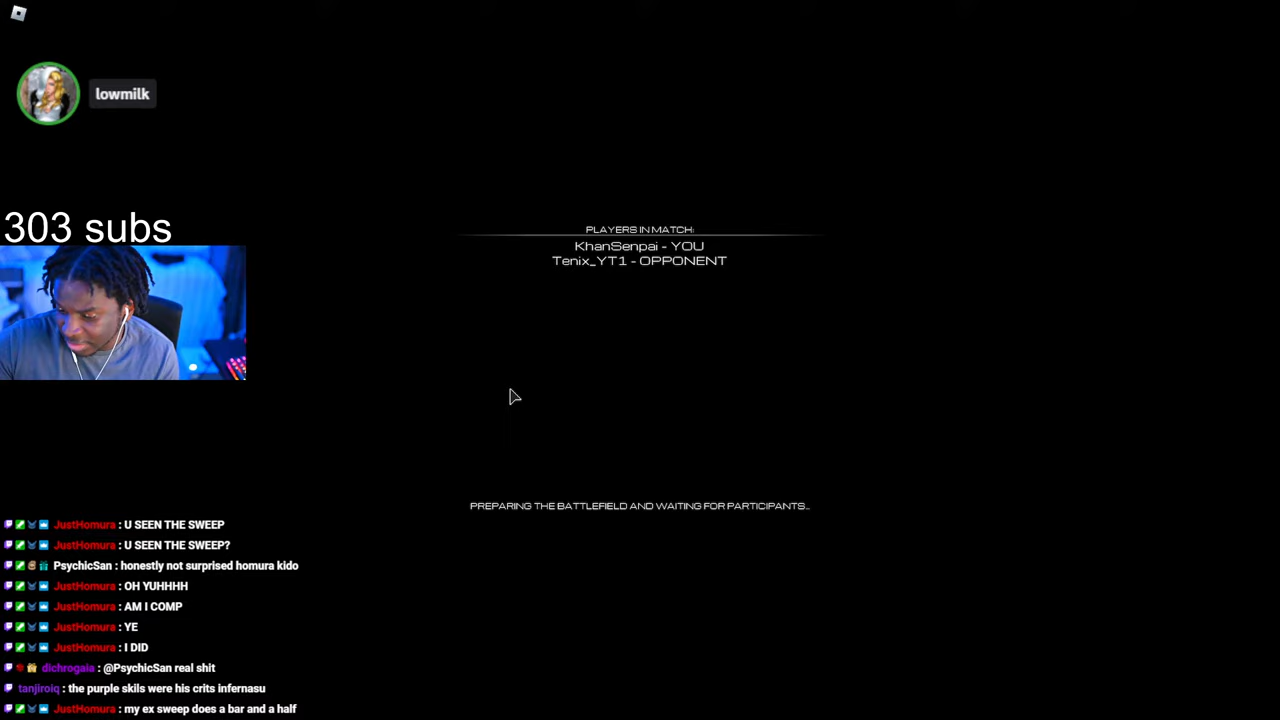 lowmilk
303 subs
PLAYERS IN MATCH:
KhanSenpai - YOU
Tenix_YT1 - OPPONENT
PREPARING THE BATTLEFIELD AND WAITING FOR PARTICIPANTS...
JustHomura : U SEEN THE SWEEP
JustHomura : U SEEN THE SWEEP?
PsychicSan : honestly not surprised homura kido
JustHomura : OH YUHHHH
JustHomura : AM I COMP
JustHomura : YE
JustHomura : I DID
dichrogaia : @PsychicSan real shit
tanjiroiq : the purple skils were his crits infernasu
JustHomura : my ex sweep does a bar and a half